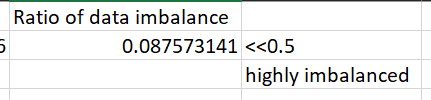 Ratio of data imbalance
0.087573141 <<0.5
highly imbalanced